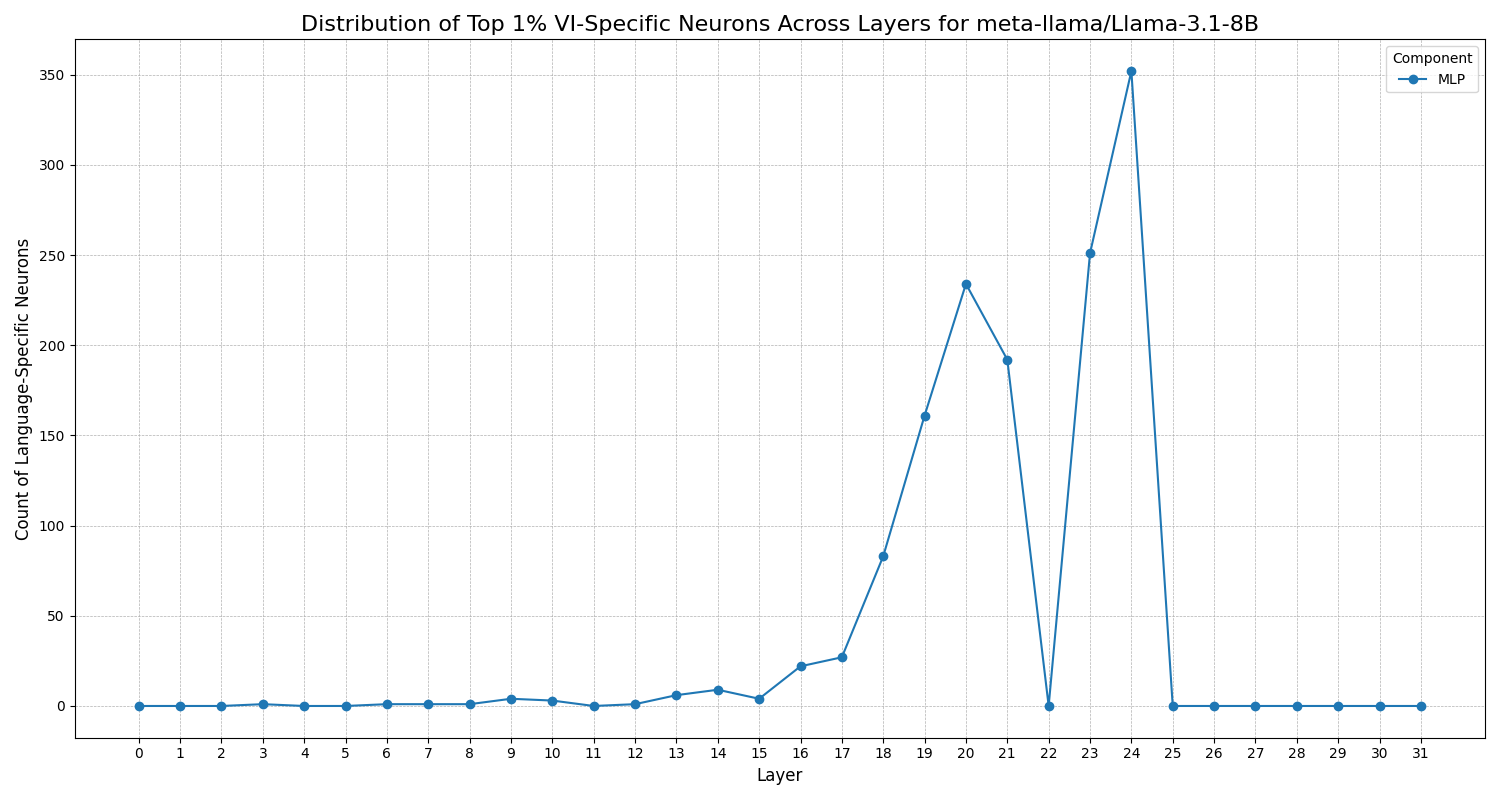 Distribution of Top 1% VI-Specific Neurons Across Layers for meta-llama/Llama-3.1-8B
Component
MLP
Count of Language-Specific Neurons
350
300
250
200
150
100
50
0
0 1 2 3 4 5 6 7 8 9 10 11 12 13 14 15 16 17 18 19 20 21 22 23 24 25 26 27 28 29 30 31
Layer